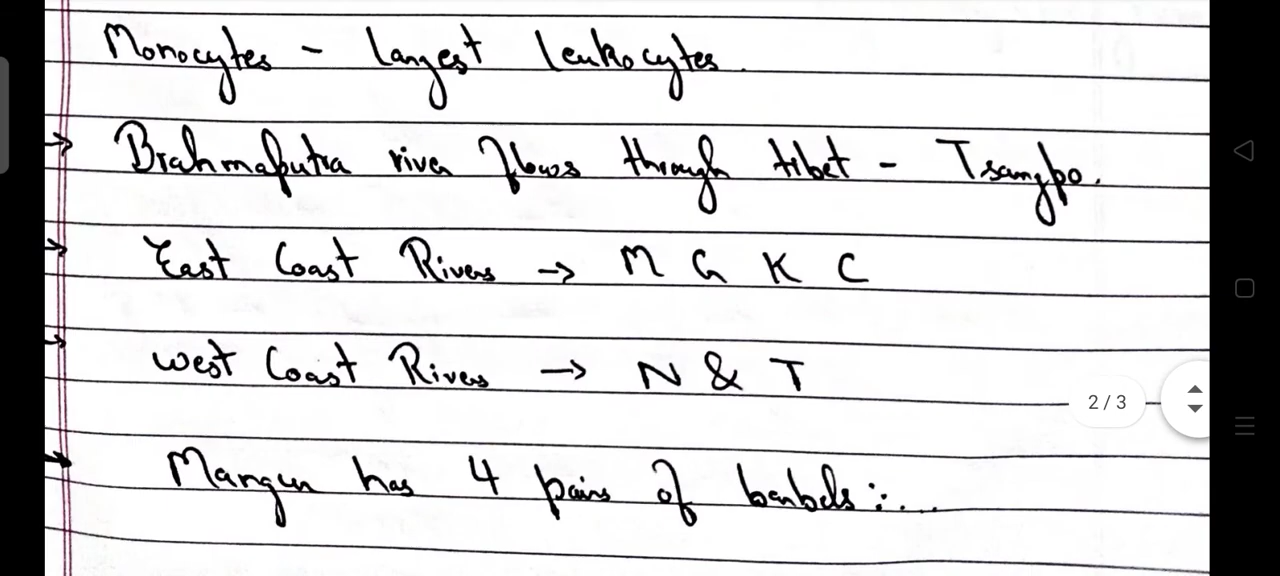 Monocytes - Largest leukocytes.
→ Brahmaputra river flows through tibet - Tsangpo.
→ East Coast Rivers → M G K C
→ West Coast Rivers → N & T
→ Mangur has 4 pairs of barbels :...
2 / 3